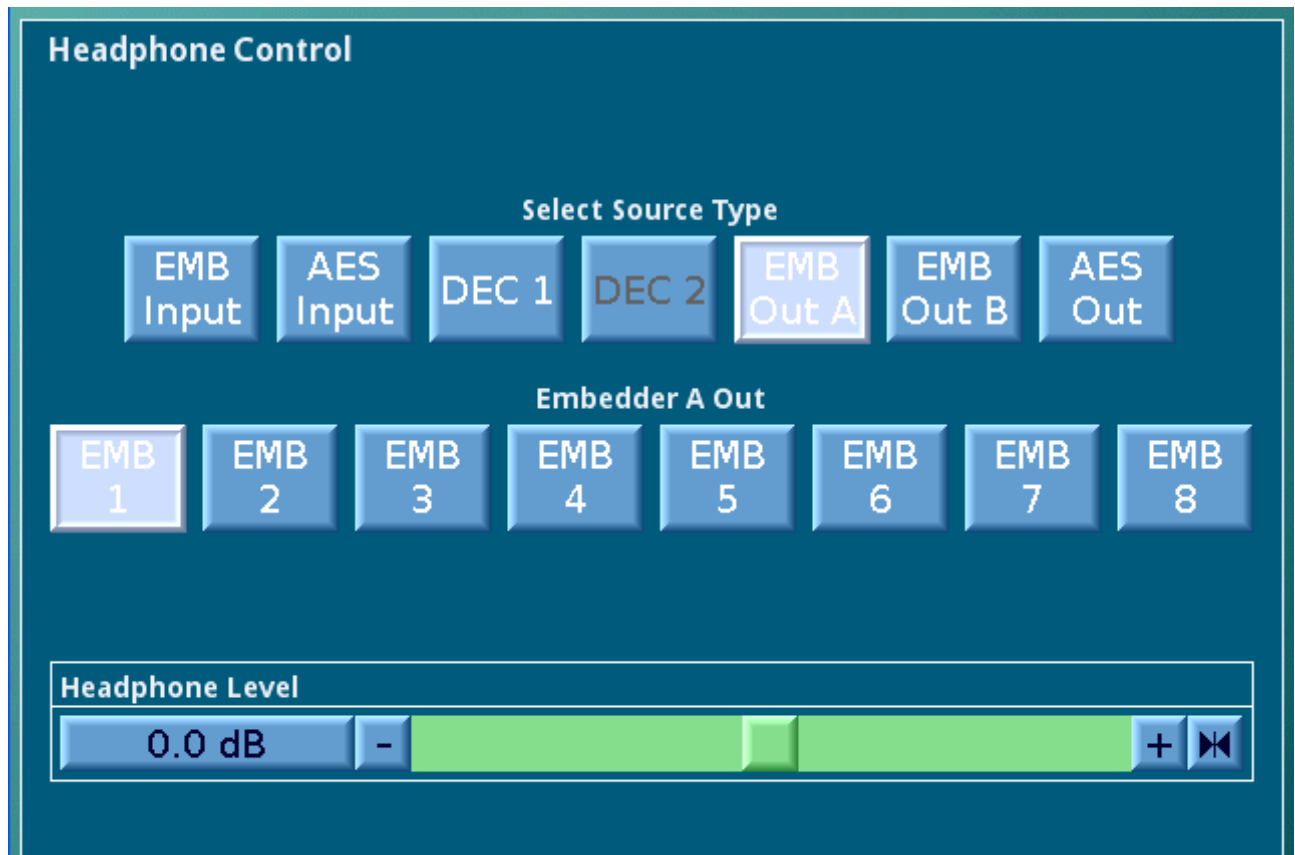 Headphone Control
Select Source Type
EMB Input
AES Input
DEC 1
DEC 2
EMB Out A
EMB Out B
AES Out
Embedder A Out
EMB 1
EMB 2
EMB 3
EMB 4
EMB 5
EMB 6
EMB 7
EMB 8
Headphone Level
0.0 dB
-
+